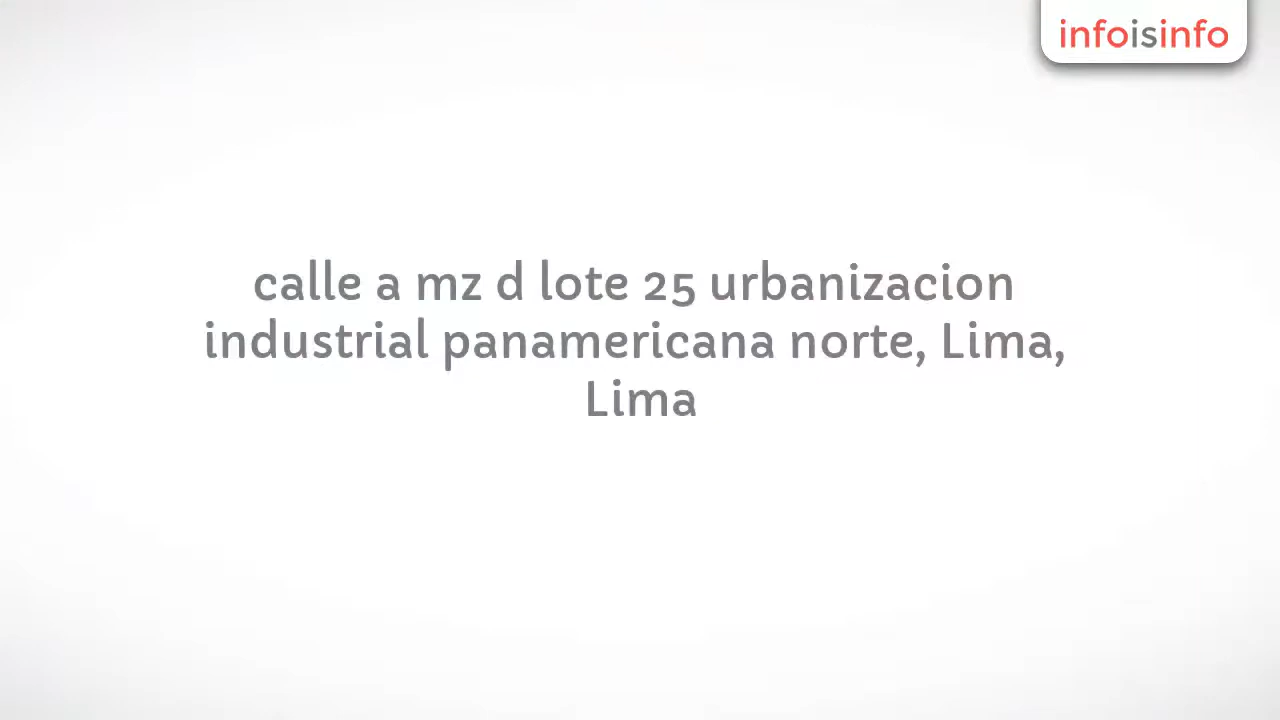 infoisinfo
calle a mz d lote 25 urbanizacion
industrial panamericana norte, Lima,
Lima